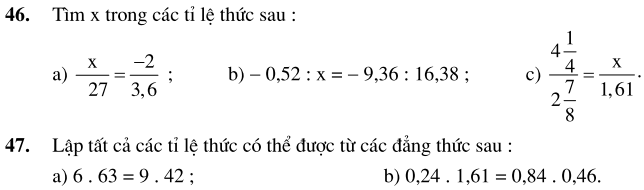 46. Tìm x trong các tỉ lệ thức sau :
a) x/27 = −2/3,6 ; b) – 0,52 : x = – 9,36 : 16,38 ; c) (4 1/4)/(2 7/8) = x/1,61.
47. Lập tất cả các tỉ lệ thức có thể được từ các đẳng thức sau :
a) 6 . 63 = 9 . 42 ; b) 0,24 . 1,61 = 0,84 . 0,46.